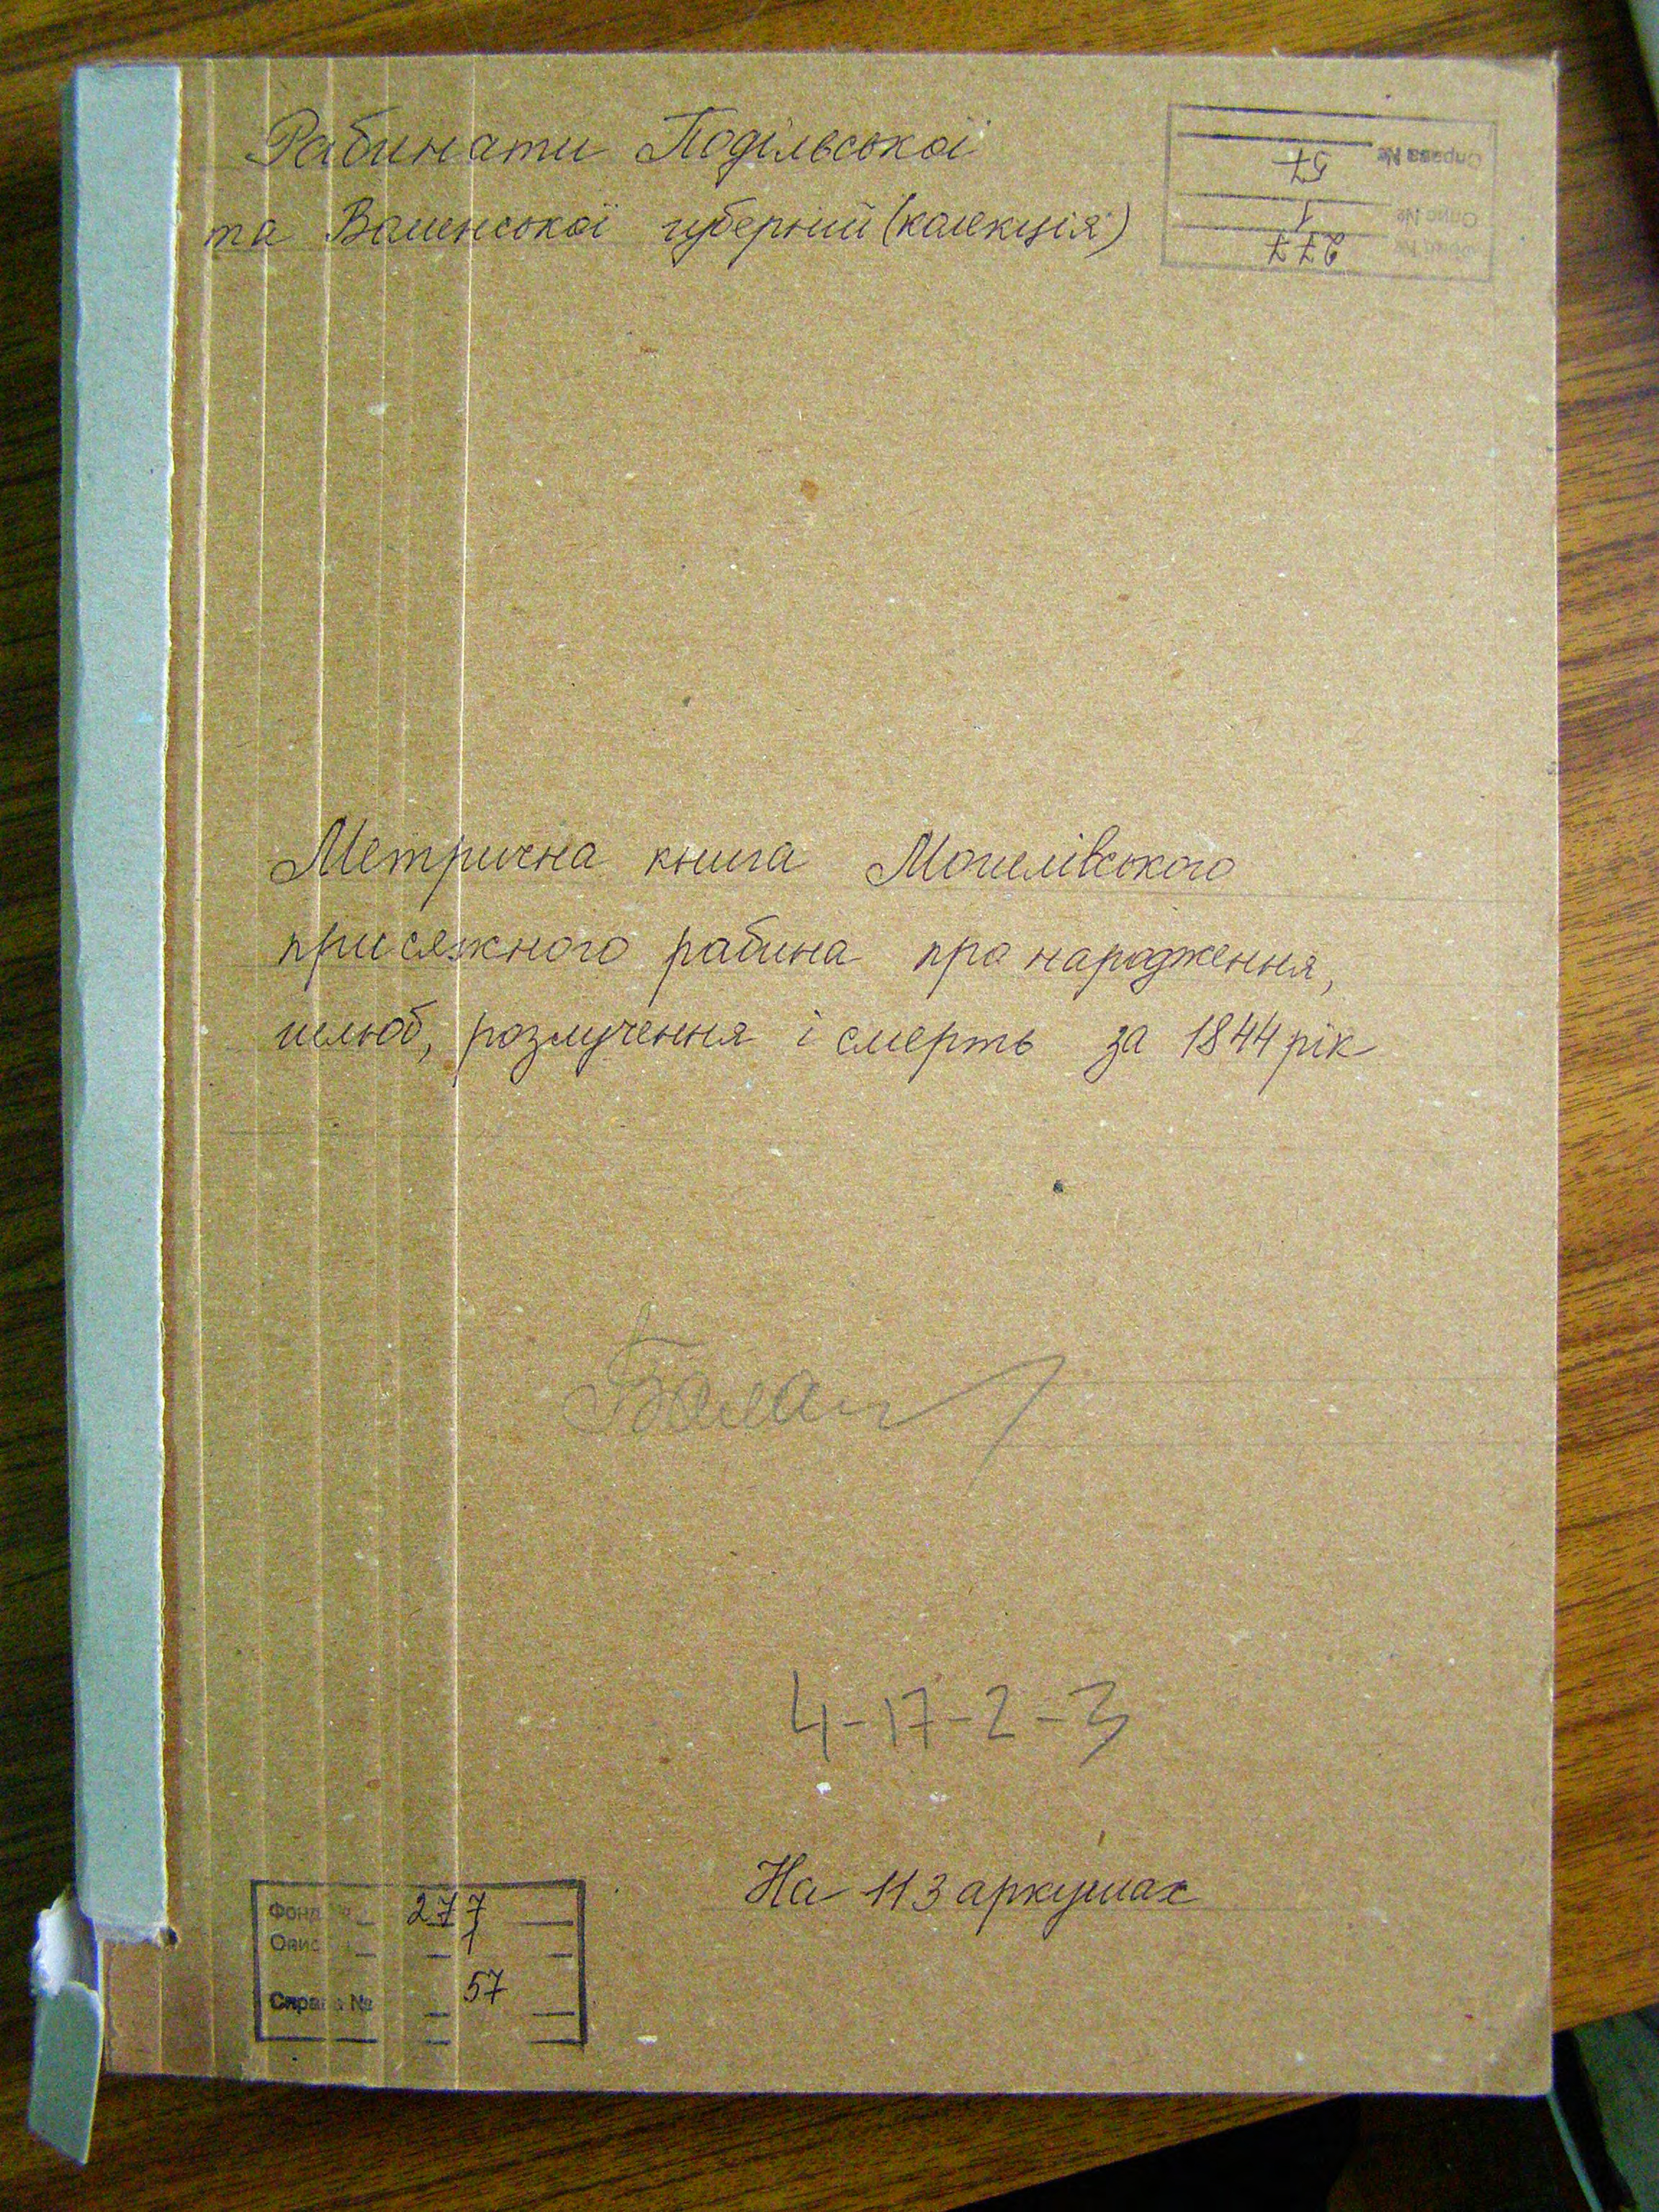 Рабинати Подільської
та Волинської губерній (колекція)
Справа № 57
Опис № 1
Фонд № 277
Метрична книга Могилівського
присяжного рабина про народження,
шлюб, розлучення і смерть за 1844 рік
4-17-2-3
На 113 аркушах
Фонд № 277
Опис № 1
Справа № 57